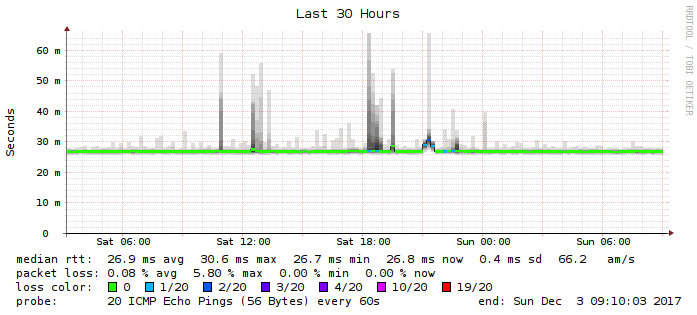 Last 30 Hours
RRDTOOL / TOBI OETIKER
Seconds
60 m
50 m
40 m
30 m
20 m
10 m
0
Sat 06:00 Sat 12:00 Sat 18:00 Sun 00:00 Sun 06:00
median rtt: 26.9 ms avg 30.6 ms max 26.7 ms min 26.8 ms now 0.4 ms sd 66.2 am/s
packet loss: 0.08 % avg 5.80 % max 0.00 % min 0.00 % now
loss color: 0 1/20 2/20 3/20 4/20 10/20 19/20
probe: 20 ICMP Echo Pings (56 Bytes) every 60s end: Sun Dec 3 09:10:03 2017